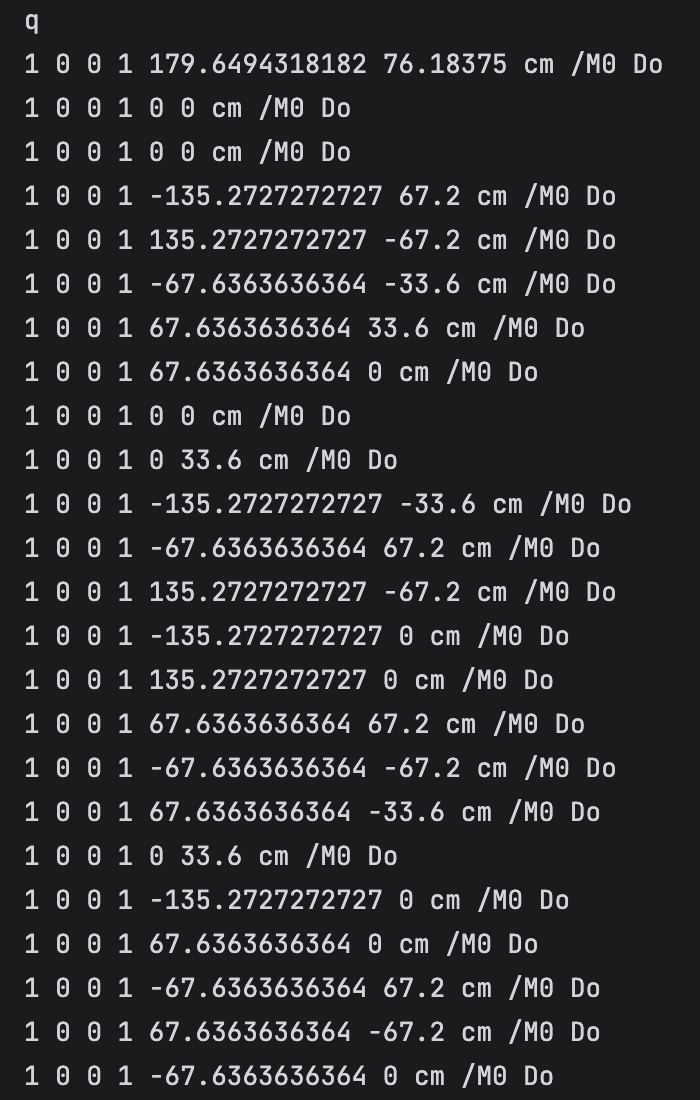 q
1 0 0 1 179.6494318182 76.18375 cm /M0 Do
1 0 0 1 0 0 cm /M0 Do
1 0 0 1 0 0 cm /M0 Do
1 0 0 1 -135.2727272727 67.2 cm /M0 Do
1 0 0 1 135.2727272727 -67.2 cm /M0 Do
1 0 0 1 -67.6363636364 -33.6 cm /M0 Do
1 0 0 1 67.6363636364 33.6 cm /M0 Do
1 0 0 1 67.6363636364 0 cm /M0 Do
1 0 0 1 0 0 cm /M0 Do
1 0 0 1 0 33.6 cm /M0 Do
1 0 0 1 -135.2727272727 -33.6 cm /M0 Do
1 0 0 1 -67.6363636364 67.2 cm /M0 Do
1 0 0 1 135.2727272727 -67.2 cm /M0 Do
1 0 0 1 -135.2727272727 0 cm /M0 Do
1 0 0 1 135.2727272727 0 cm /M0 Do
1 0 0 1 67.6363636364 67.2 cm /M0 Do
1 0 0 1 -67.6363636364 -67.2 cm /M0 Do
1 0 0 1 67.6363636364 -33.6 cm /M0 Do
1 0 0 1 0 33.6 cm /M0 Do
1 0 0 1 -135.2727272727 0 cm /M0 Do
1 0 0 1 67.6363636364 0 cm /M0 Do
1 0 0 1 -67.6363636364 67.2 cm /M0 Do
1 0 0 1 67.6363636364 -67.2 cm /M0 Do
1 0 0 1 -67.6363636364 0 cm /M0 Do